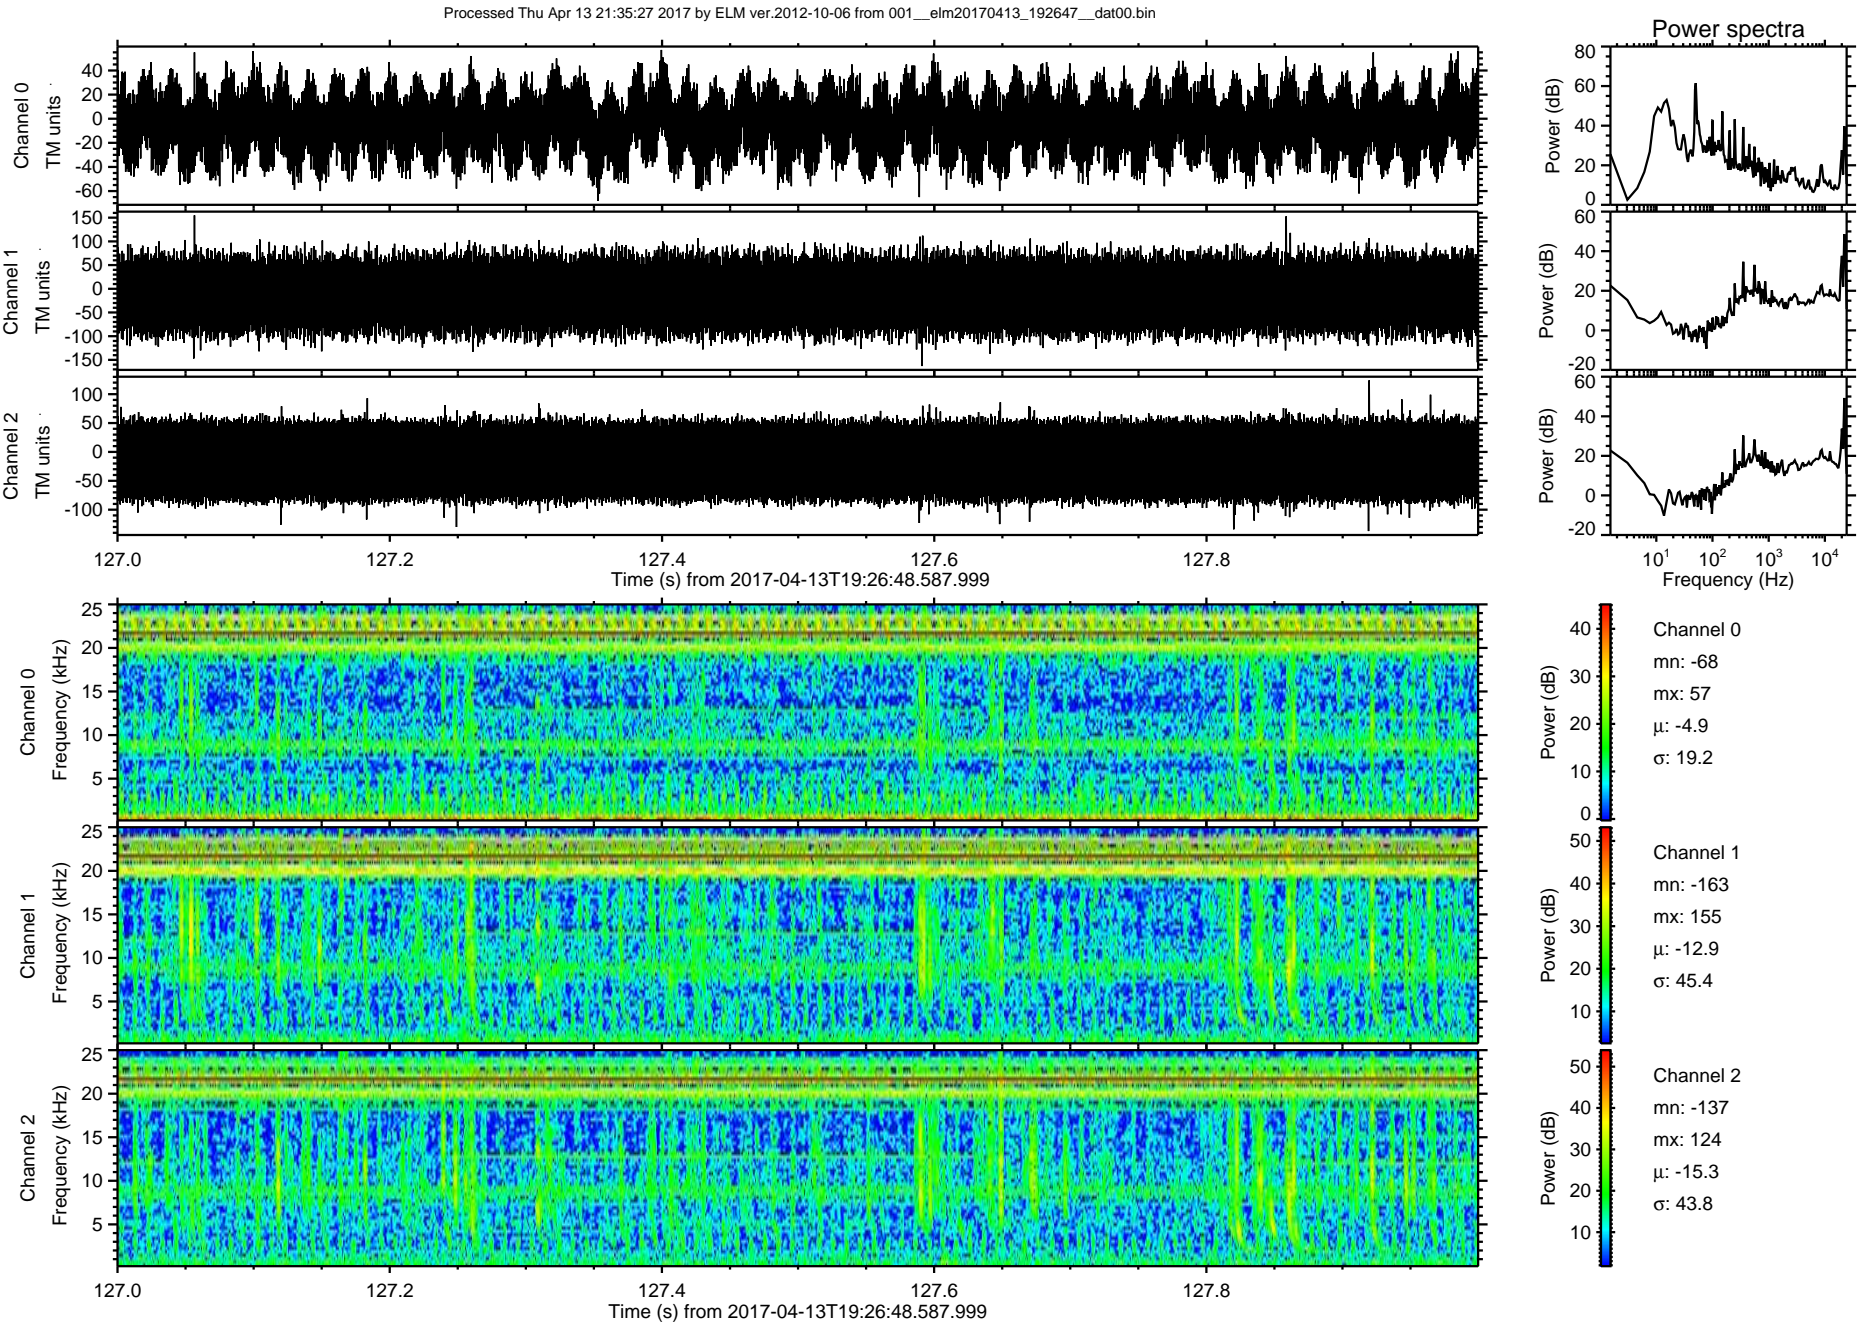 Processed Thu Apr 13 21:35:27 2017 by ELM ver.2012-10-06 from 001__elm20170413_192647__dat00.bin
Power spectra
Channel 0
TM units
40
20
0
-20
-40
-60
Power (dB)
80
60
40
20
0
Channel 1
TM units
150
100
50
0
-50
-100
-150
Power (dB)
60
40
20
0
-20
Channel 2
TM units
100
50
0
-50
-100
Power (dB)
60
40
20
0
-20
127.0 127.2 127.4 127.6 127.8
Time (s) from 2017-04-13T19:26:48.587.999
10^1 10^2 10^3 10^4
Frequency (Hz)
Channel 0
Frequency (kHz)
25
20
15
10
5
Power (dB)
40
30
20
10
0
Channel 0
mn: -68
mx: 57
μ: -4.9
σ: 19.2
Channel 1
Frequency (kHz)
25
20
15
10
5
Power (dB)
50
40
30
20
10
Channel 1
mn: -163
mx: 155
μ: -12.9
σ: 45.4
Channel 2
Frequency (kHz)
25
20
15
10
5
Power (dB)
50
40
30
20
10
Channel 2
mn: -137
mx: 124
μ: -15.3
σ: 43.8
127.0 127.2 127.4 127.6 127.8
Time (s) from 2017-04-13T19:26:48.587.999